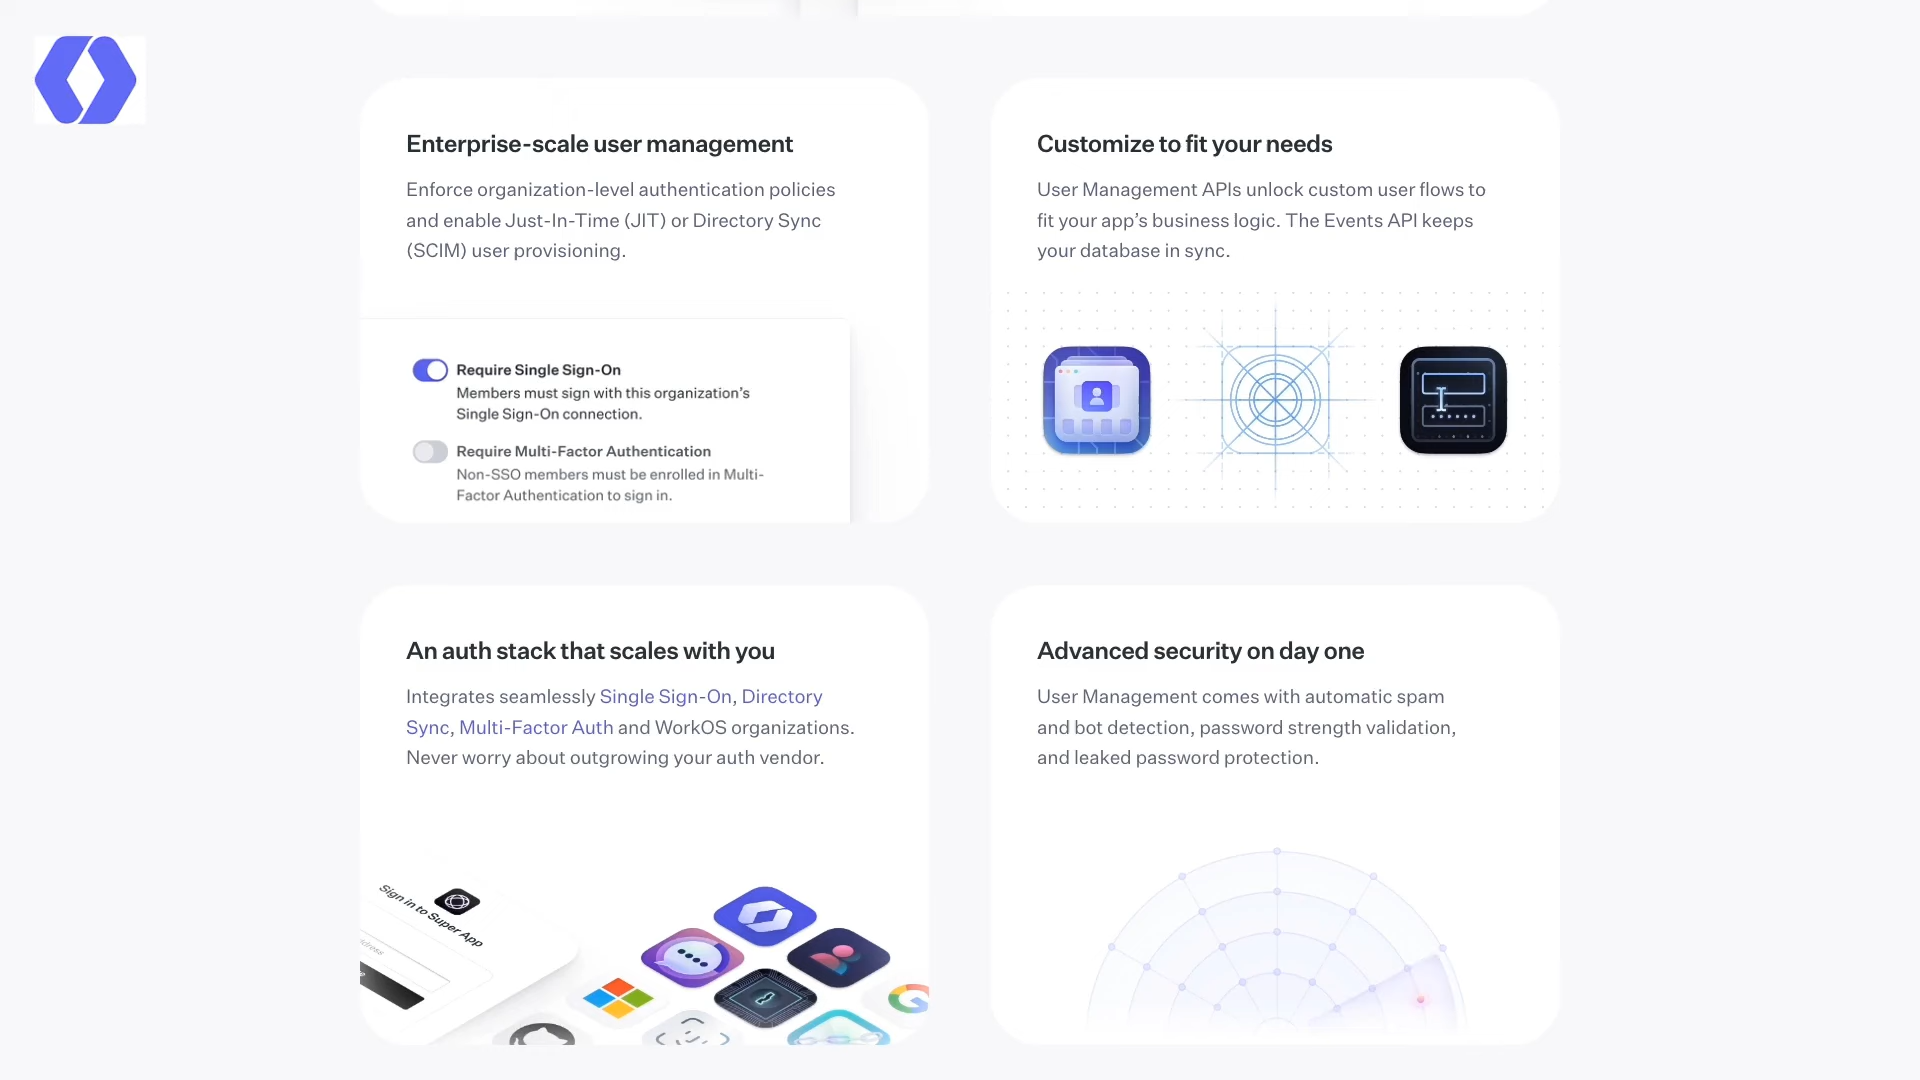 Enterprise-scale user management
Enforce organization-level authentication policies
and enable Just-In-Time (JIT) or Directory Sync
(SCIM) user provisioning.
Require Single Sign-On
Members must sign with this organization’s
Single Sign-On connection.
Require Multi-Factor Authentication
Non-SSO members must be enrolled in Multi-
Factor Authentication to sign in.
Customize to fit your needs
User Management APIs unlock custom user flows to
fit your app’s business logic. The Events API keeps
your database in sync.
An auth stack that scales with you
Integrates seamlessly Single Sign-On, Directory
Sync, Multi-Factor Auth and WorkOS organizations.
Never worry about outgrowing your auth vendor.
Sign in to Super App
Advanced security on day one
User Management comes with automatic spam
and bot detection, password strength validation,
and leaked password protection.